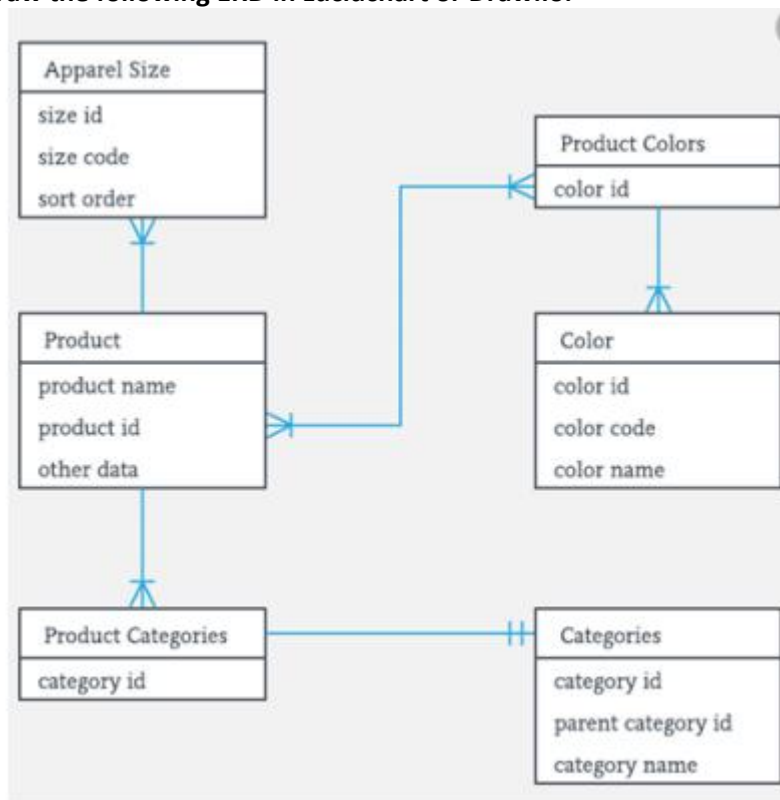 Apparel Size
size id
size code
sort order
Product Colors
color id
Product
product name
product id
other data
Color
color id
color code
color name
Product Categories
category id
Categories
category id
parent category id
category name